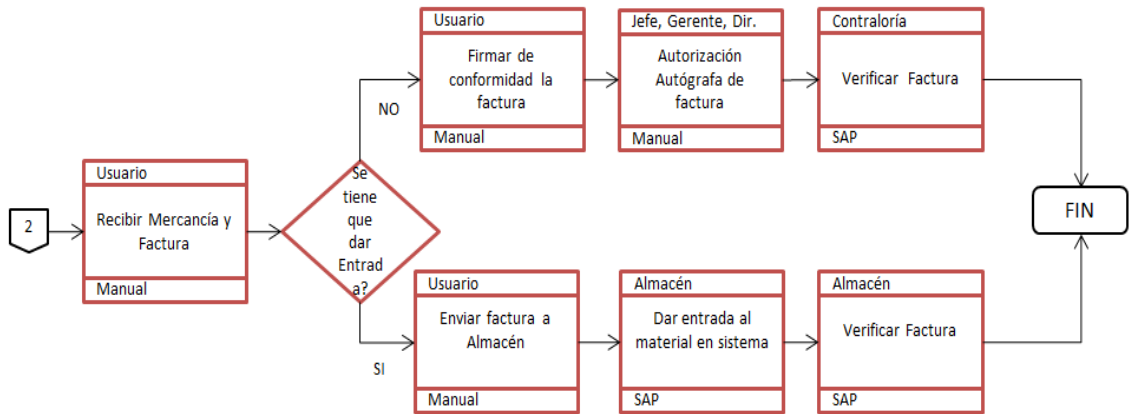 2
Usuario
Recibir Mercancía y
Factura
Manual
Se
tiene
que
dar
Entrad
a?
NO
Usuario
Firmar de
conformidad la
factura
Manual
Jefe, Gerente, Dir.
Autorización
Autógrafa de
factura
Manual
Contraloría
Verificar Factura
SAP
SI
Usuario
Enviar factura a
Almacén
Manual
Almacén
Dar entrada al
material en sistema
SAP
Almacén
Verificar Factura
SAP
FIN